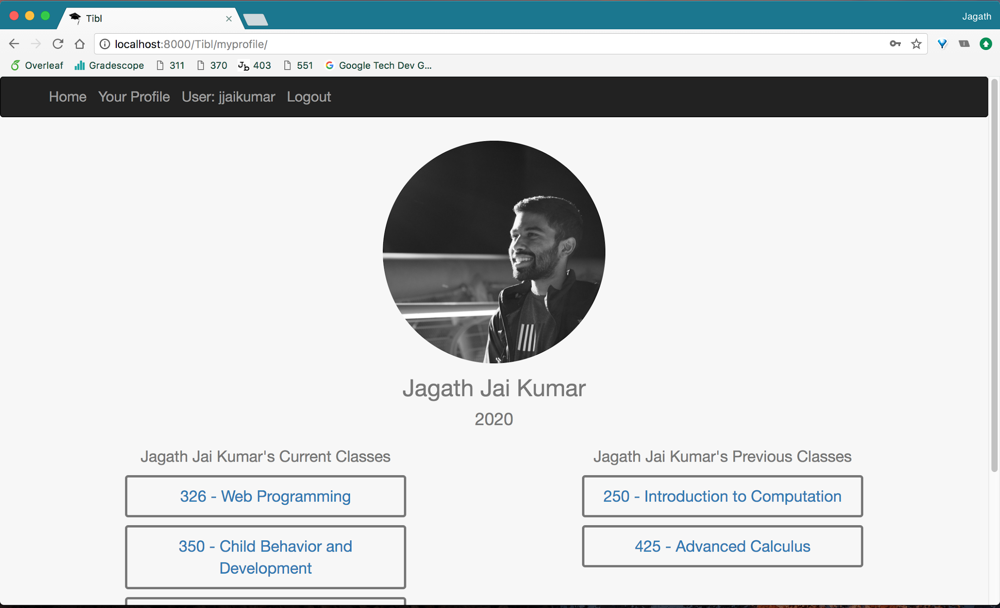 Tibl
Jagath
localhost:8000/Tibl/myprofile/
Overleaf Gradescope 311 370 Jb 403 551 Google Tech Dev G...
Home Your Profile User: jjaikumar Logout
Jagath Jai Kumar
2020
Jagath Jai Kumar's Current Classes
326 - Web Programming
350 - Child Behavior and
Development
Jagath Jai Kumar's Previous Classes
250 - Introduction to Computation
425 - Advanced Calculus